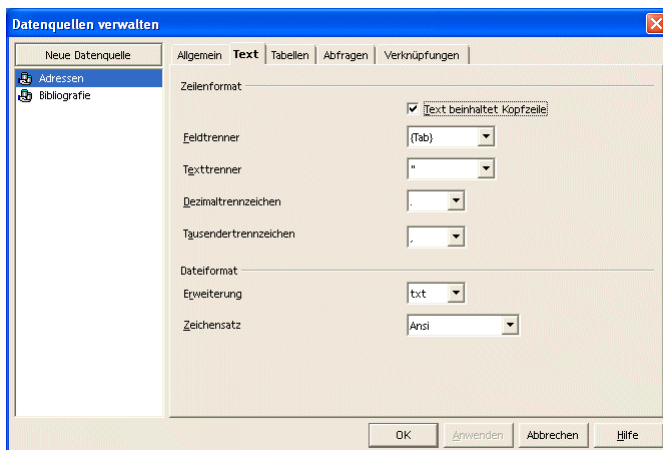 Datenquellen verwalten
Neue Datenquelle
Adressen
Bibliografie
Allgemein Text Tabellen Abfragen Verknüpfungen
Zeilenformat
Text beinhaltet Kopfzeile
Feldtrenner {Tab}
Texttrenner "
Dezimaltrennzeichen .
Tausendertrennzeichen ,
Dateiformat
Erweiterung txt
Zeichensatz Ansi
OK Anwenden Abbrechen Hilfe